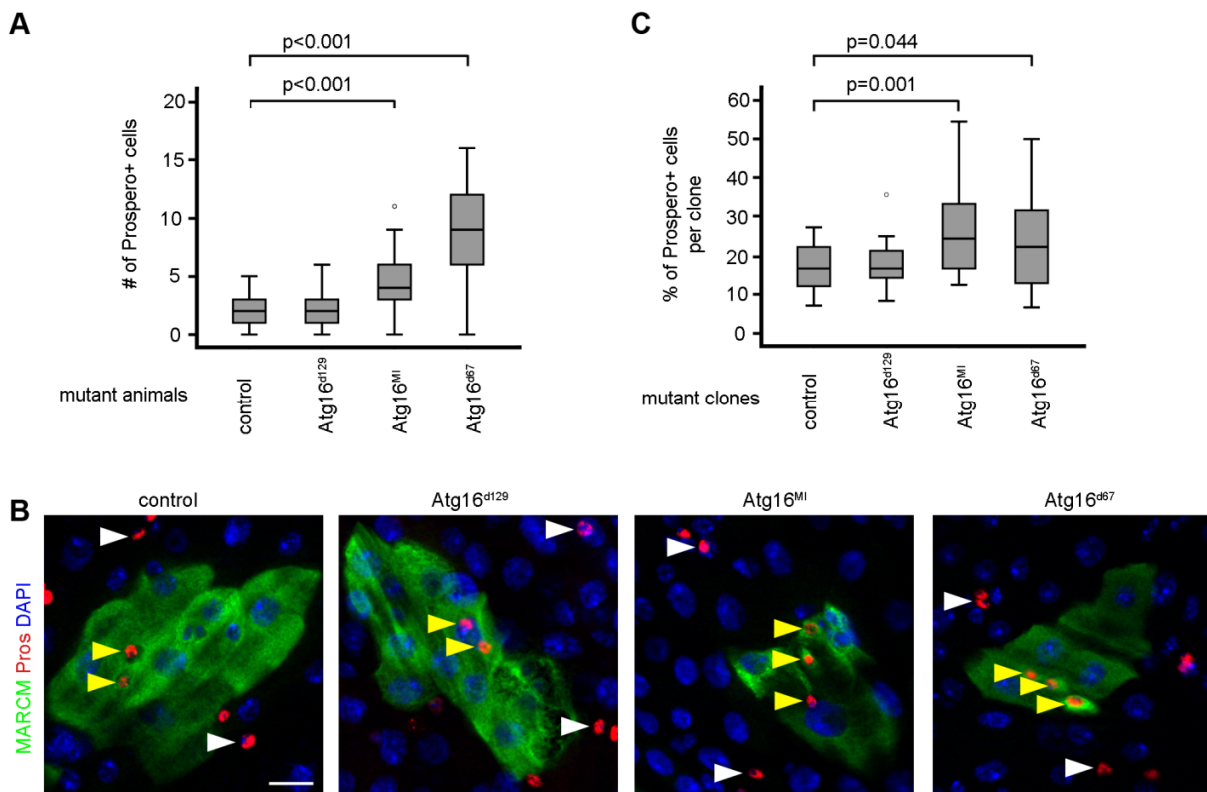 A
p<0.001
p<0.001
# of Prospero+ cells
20
15
10
5
0
mutant animals
control
Atg16d129
Atg16MI
Atg16d67
C
p=0.044
p=0.001
% of Prospero+ cells
per clone
60
50
40
30
20
10
0
mutant clones
control
Atg16d129
Atg16MI
Atg16d67
B
MARCM Pros DAPI
control
Atg16d129
Atg16MI
Atg16d67